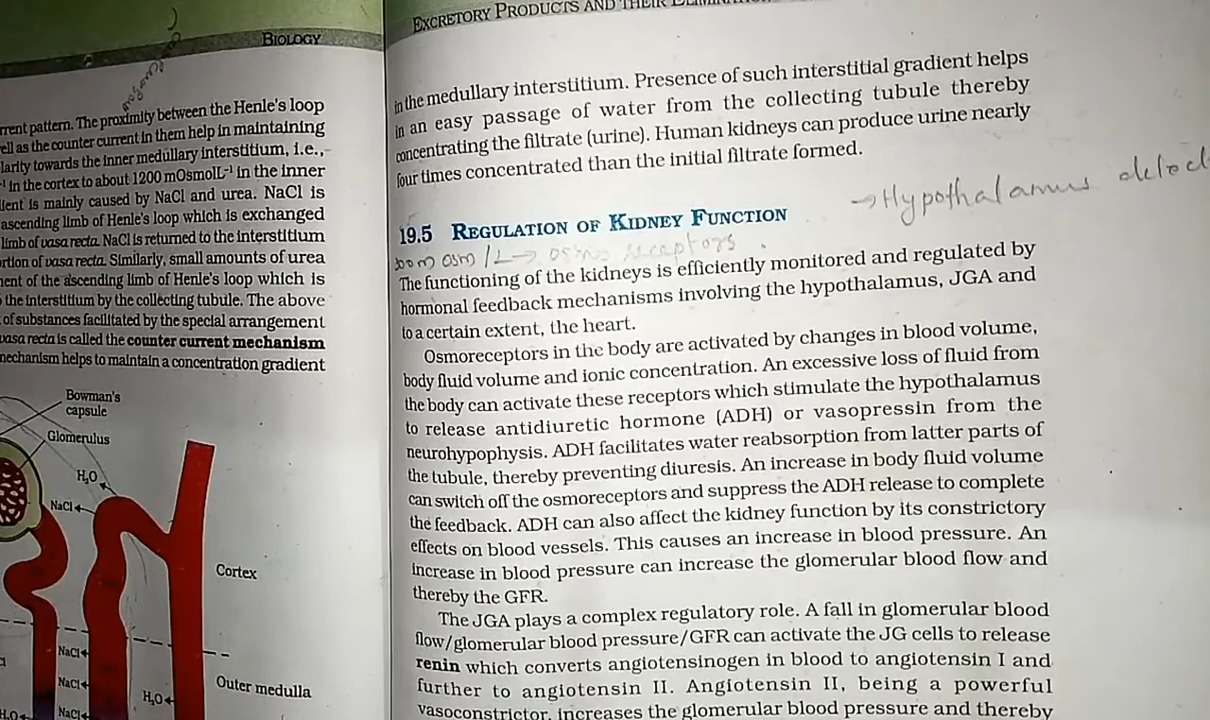 BIOLOGY
rrent pattern. The proximity between the Henle's loop
ell as the counter current in them help in maintaining
larity towards the inner medullary interstitium, i.e.,
-1 in the cortex to about 1200 mOsmolL-1 in the inner
lient is mainly caused by NaCl and urea. NaCl is
ascending limb of Henle's loop which is exchanged
limb of vasa recta. NaCl is returned to the interstitium
rtion of vasa recta. Similarly, small amounts of urea
ment of the ascending limb of Henle's loop which is
the interstitium by the collecting tubule. The above
of substances facilitated by the special arrangement
vasa recta is called the counter current mechanism
mechanism helps to maintain a concentration gradient
Bowman's
capsule
Glomerulus
H₂O
NaCl
Cortex
NaCl
NaCl
Outer medulla
H₂O
H₂O
NaCl
EXCRETORY PRODUCTS AND THEIR ELIMINATION
in the medullary interstitium. Presence of such interstitial gradient helps
in an easy passage of water from the collecting tubule thereby
concentrating the filtrate (urine). Human kidneys can produce urine nearly
four times concentrated than the initial filtrate formed.
→Hypothalamus detect
19.5 REGULATION OF KIDNEY FUNCTION
osm /L → osmo receptors
The functioning of the kidneys is efficiently monitored and regulated by
hormonal feedback mechanisms involving the hypothalamus, JGA and
to a certain extent, the heart.
Osmoreceptors in the body are activated by changes in blood volume,
body fluid volume and ionic concentration. An excessive loss of fluid from
the body can activate these receptors which stimulate the hypothalamus
to release antidiuretic hormone (ADH) or vasopressin from the
neurohypophysis. ADH facilitates water reabsorption from latter parts of
the tubule, thereby preventing diuresis. An increase in body fluid volume
can switch off the osmoreceptors and suppress the ADH release to complete
the feedback. ADH can also affect the kidney function by its constrictory
effects on blood vessels. This causes an increase in blood pressure. An
increase in blood pressure can increase the glomerular blood flow and
thereby the GFR.
The JGA plays a complex regulatory role. A fall in glomerular blood
flow/glomerular blood pressure/GFR can activate the JG cells to release
renin which converts angiotensinogen in blood to angiotensin I and
further to angiotensin II. Angiotensin II, being a powerful
vasoconstrictor, increases the glomerular blood pressure and thereby